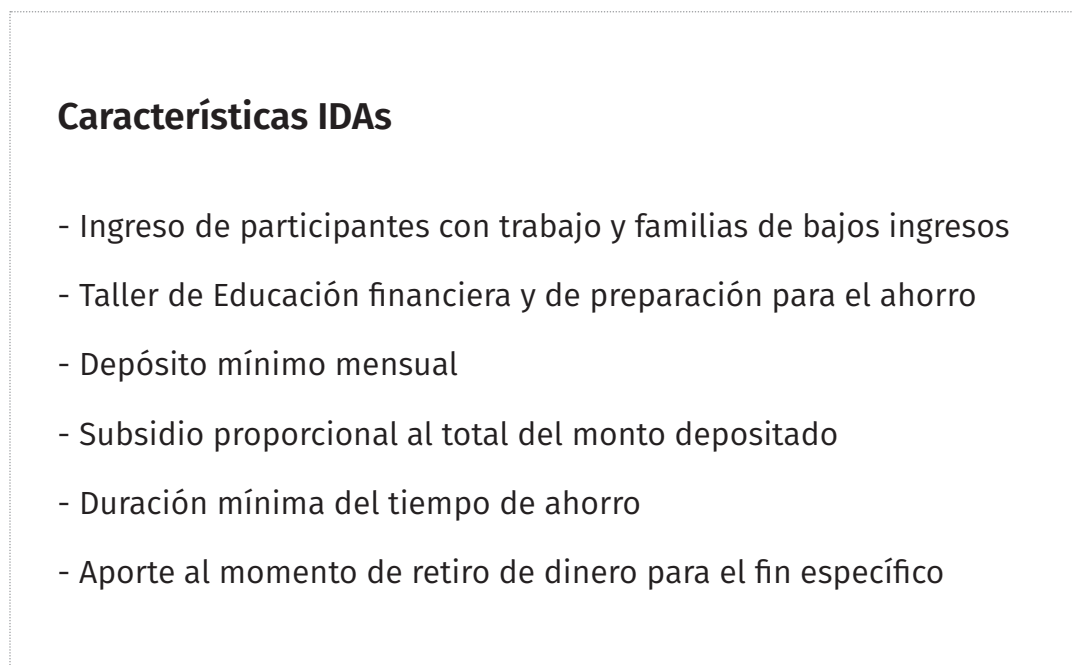 Característícas IDAs
- Ingreso de participantes con trabajo y familias de bajos ingresos
- Taller de Educación financiera y de preparación para el ahorro
- Depósito mínimo mensual
- Subsidio proporcional al total del monto depositado
- Duración mínima del tiempo de ahorro
- Aporte al momento de retiro de dinero para el fin específico